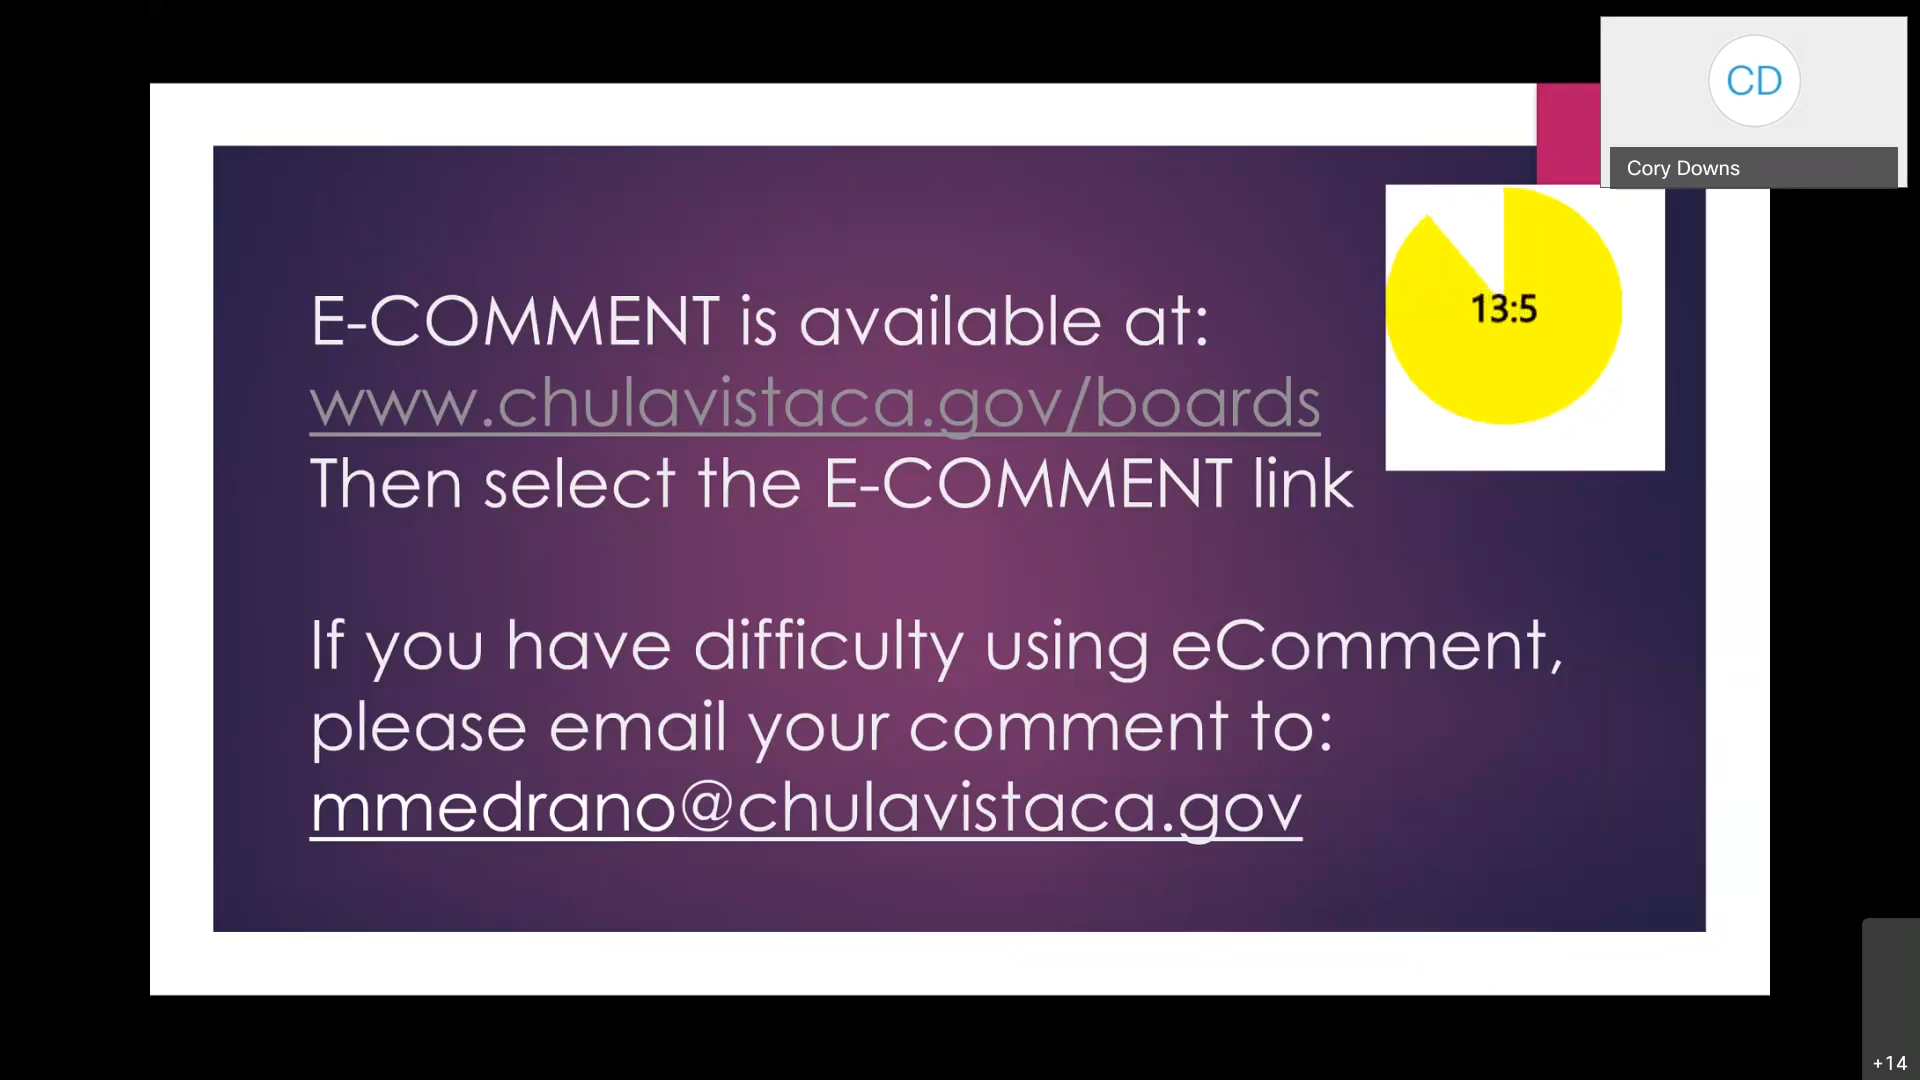 CD
Cory Downs
13:5
E-COMMENT is available at:
www.chulavistaca.gov/boards
Then select the E-COMMENT link
If you have difficulty using eComment,
please email your comment to:
mmedrano@chulavistaca.gov
+14